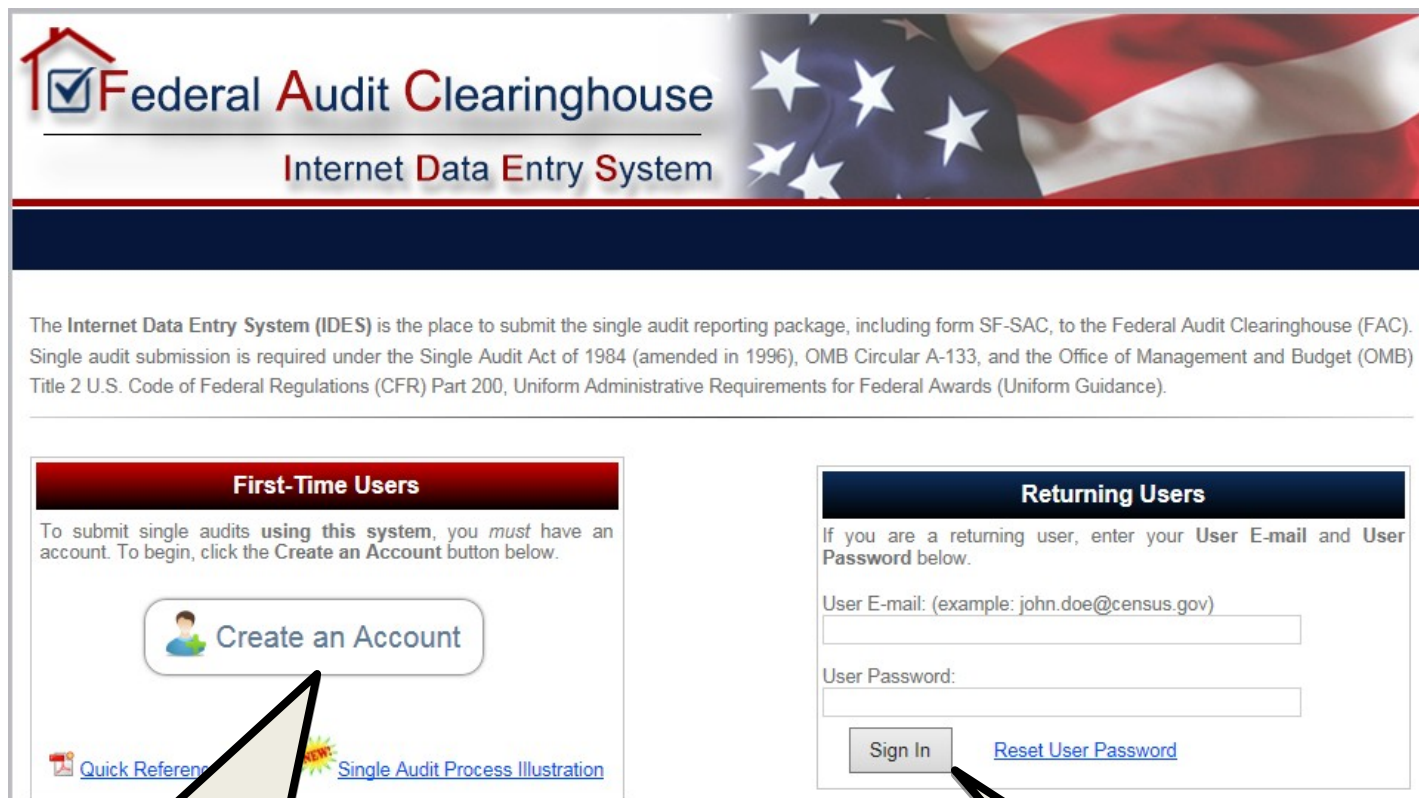 Federal Audit Clearinghouse
Internet Data Entry System
The Internet Data Entry System (IDES) is the place to submit the single audit reporting package, including form SF-SAC, to the Federal Audit Clearinghouse (FAC).
Single audit submission is required under the Single Audit Act of 1984 (amended in 1996), OMB Circular A-133, and the Office of Management and Budget (OMB)
Title 2 U.S. Code of Federal Regulations (CFR) Part 200, Uniform Administrative Requirements for Federal Awards (Uniform Guidance).
First-Time Users
To submit single audits using this system, you must have an
account. To begin, click the Create an Account button below.
Create an Account
Quick
NEW!
Single Audit Process Illustration
Returning Users
If you are a returning user, enter your User E-mail and User
Password below.
User E-mail: (example: john.doe@census.gov)
User Password:
Sign In
Reset User Password